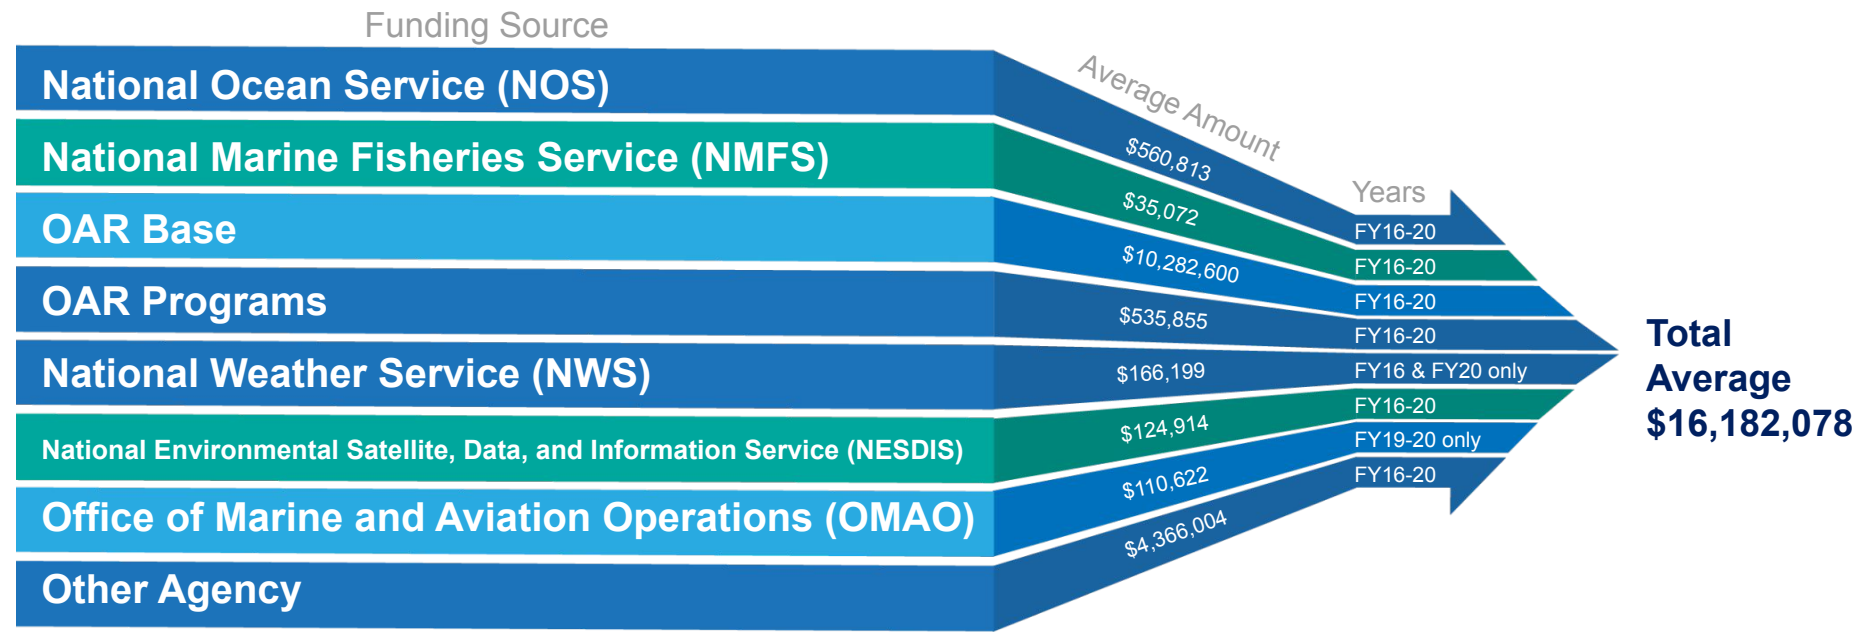 Funding Source
Average Amount
Years
National Ocean Service (NOS)
$560,813
FY16-20
National Marine Fisheries Service (NMFS)
$35,072
FY16-20
OAR Base
$10,282,600
FY16-20
OAR Programs
$535,855
FY16-20
National Weather Service (NWS)
$166,199
FY16 & FY20 only
National Environmental Satellite, Data, and Information Service (NESDIS)
$124,914
FY16-20
Office of Marine and Aviation Operations (OMAO)
$110,622
FY19-20 only
Other Agency
$4,366,004
FY16-20
Total
Average
$16,182,078